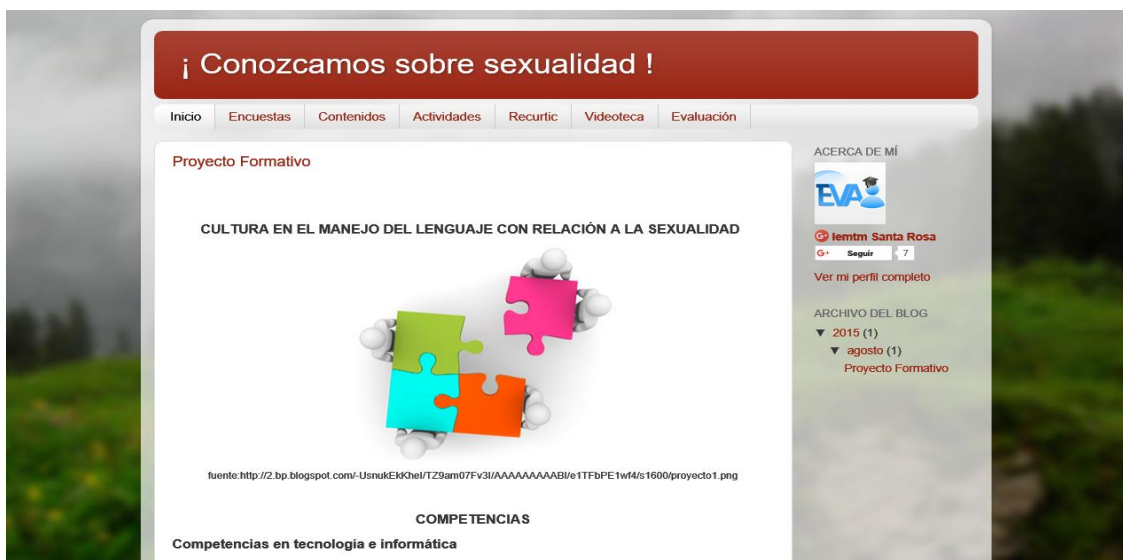 ¡ Conozcamos sobre sexualidad !
Inicio Encuestas Contenidos Actividades Recurtic Videoteca Evaluación
Proyecto Formativo
CULTURA EN EL MANEJO DEL LENGUAJE CON RELACIÓN A LA SEXUALIDAD
fuente:http://2.bp.blogspot.com/-UsnukEkKheI/TZ9am07Fv3I/AAAAAAAAABI/e1TFbPE1wf4/s1600/proyecto1.png
COMPETENCIAS
Competencias en tecnología e informática
ACERCA DE MÍ
EVA
G+ Iemtm Santa Rosa
G+ Seguir 7
Ver mi perfil completo
ARCHIVO DEL BLOG
▼ 2015 (1)
▼ agosto (1)
Proyecto Formativo